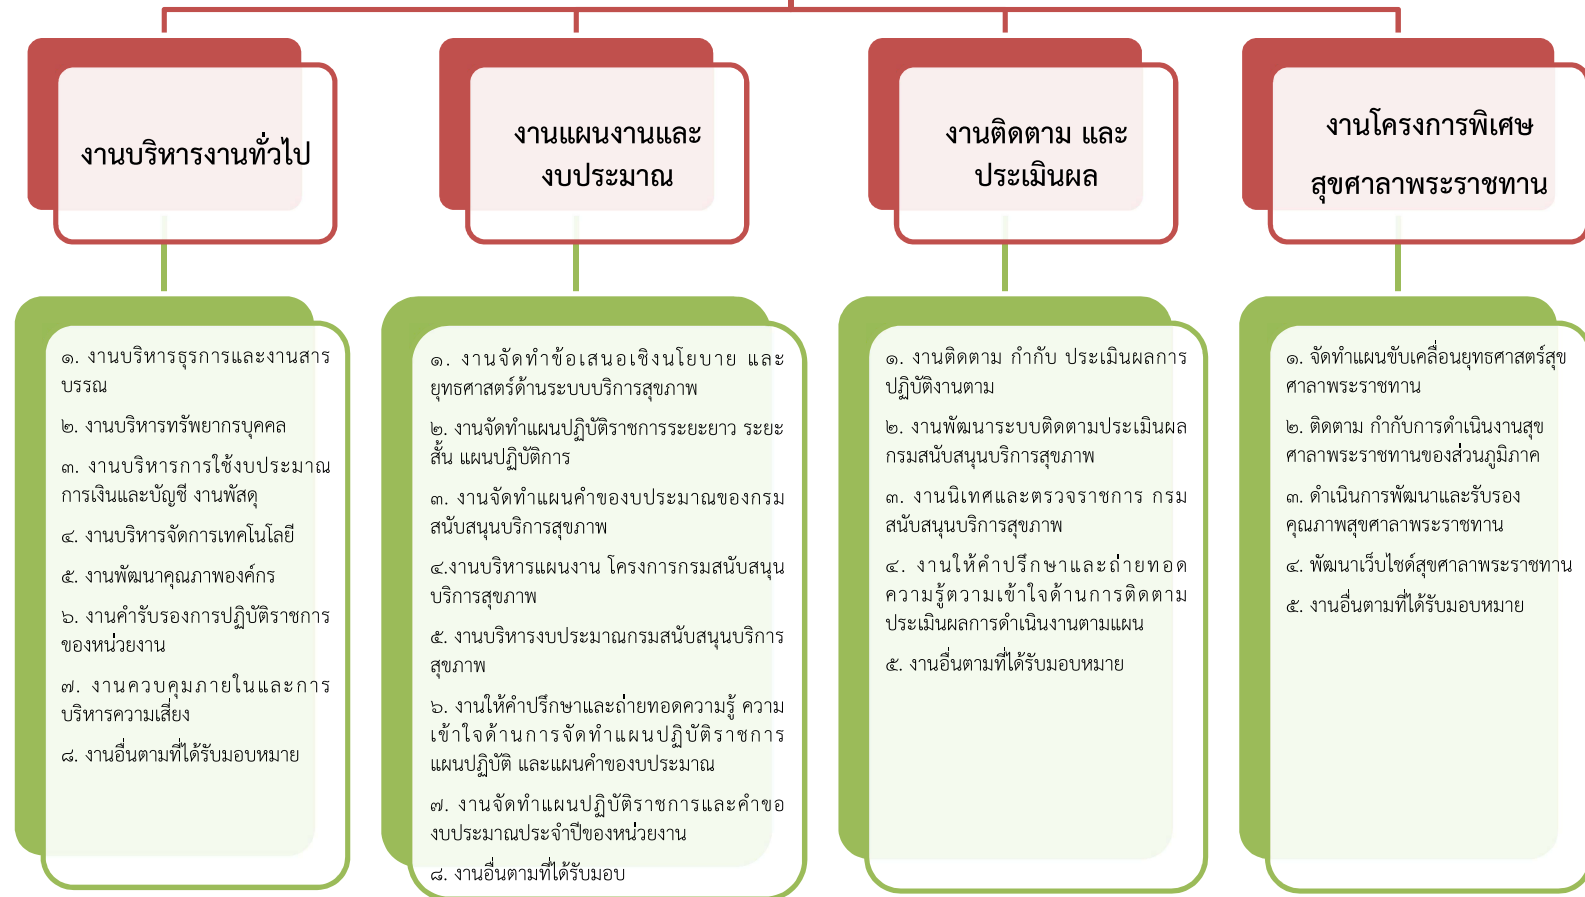 งานบริหารงานทั่วไป
๑. งานบริหารธุรการและงานสาร
บรรณ
๒. งานบริหารทรัพยากรบุคคล
๓. งานบริหารการใช้งบประมาณ
การเงินและบัญชี งานพัสดุ
๔. งานบริหารจัดการเทคโนโลยี
๕. งานพัฒนาคุณภาพองค์กร
๖. งานคำรับรองการปฏิบัติราชการ
ของหน่วยงาน
๗. งานควบคุมภายในและการ
บริหารความเสี่ยง
๘. งานอื่นตามที่ได้รับมอบหมาย
งานแผนงานและ
งบประมาณ
๑. งานจัดทำข้อเสนอเชิงนโยบาย และ
ยุทธศาสตร์ด้านระบบบริการสุขภาพ
๒. งานจัดทำแผนปฏิบัติราชการระยะยาว ระยะ
สั้น แผนปฏิบัติการ
๓. งานจัดทำแผนคำของบประมาณของกรม
สนับสนุนบริการสุขภาพ
๔.งานบริหารแผนงาน โครงการกรมสนับสนุน
บริการสุขภาพ
๕. งานบริหารงบประมาณกรมสนับสนุนบริการ
สุขภาพ
๖. งานให้คำปรึกษาและถ่ายทอดความรู้ ความ
เข้าใจด้านการจัดทำแผนปฏิบัติราชการ
แผนปฏิบัติ และแผนคำของบประมาณ
๗. งานจัดทำแผนปฏิบัติราชการและคำขอ
งบประมาณประจำปีของหน่วยงาน
๘. งานอื่นตามที่ได้รับมอบ
งานติดตาม และ
ประเมินผล
๑. งานติดตาม กำกับ ประเมินผลการ
ปฏิบัติงานตาม
๒. งานพัฒนาระบบติดตามประเมินผล
กรมสนับสนุนบริการสุขภาพ
๓. งานนิเทศและตรวจราชการ กรม
สนับสนุนบริการสุขภาพ
๔. งานให้คำปรึกษาและถ่ายทอด
ความรู้ตวามเข้าใจด้านการติดตาม
ประเมินผลการดำเนินงานตามแผน
๕. งานอื่นตามที่ได้รับมอบหมาย
งานโครงการพิเศษ
สุขศาลาพระราชทาน
๑. จัดทำแผนขับเคลื่อนยุทธศาสตร์สุข
ศาลาพระราชทาน
๒. ติดตาม กำกับการดำเนินงานสุข
ศาลาพระราชทานของส่วนภูมิภาค
๓. ดำเนินการพัฒนาและรับรอง
คุณภาพสุขศาลาพระราชทาน
๔. พัฒนาเว็บไซด์สุขศาลาพระราชทาน
๕. งานอื่นตามที่ได้รับมอบหมาย